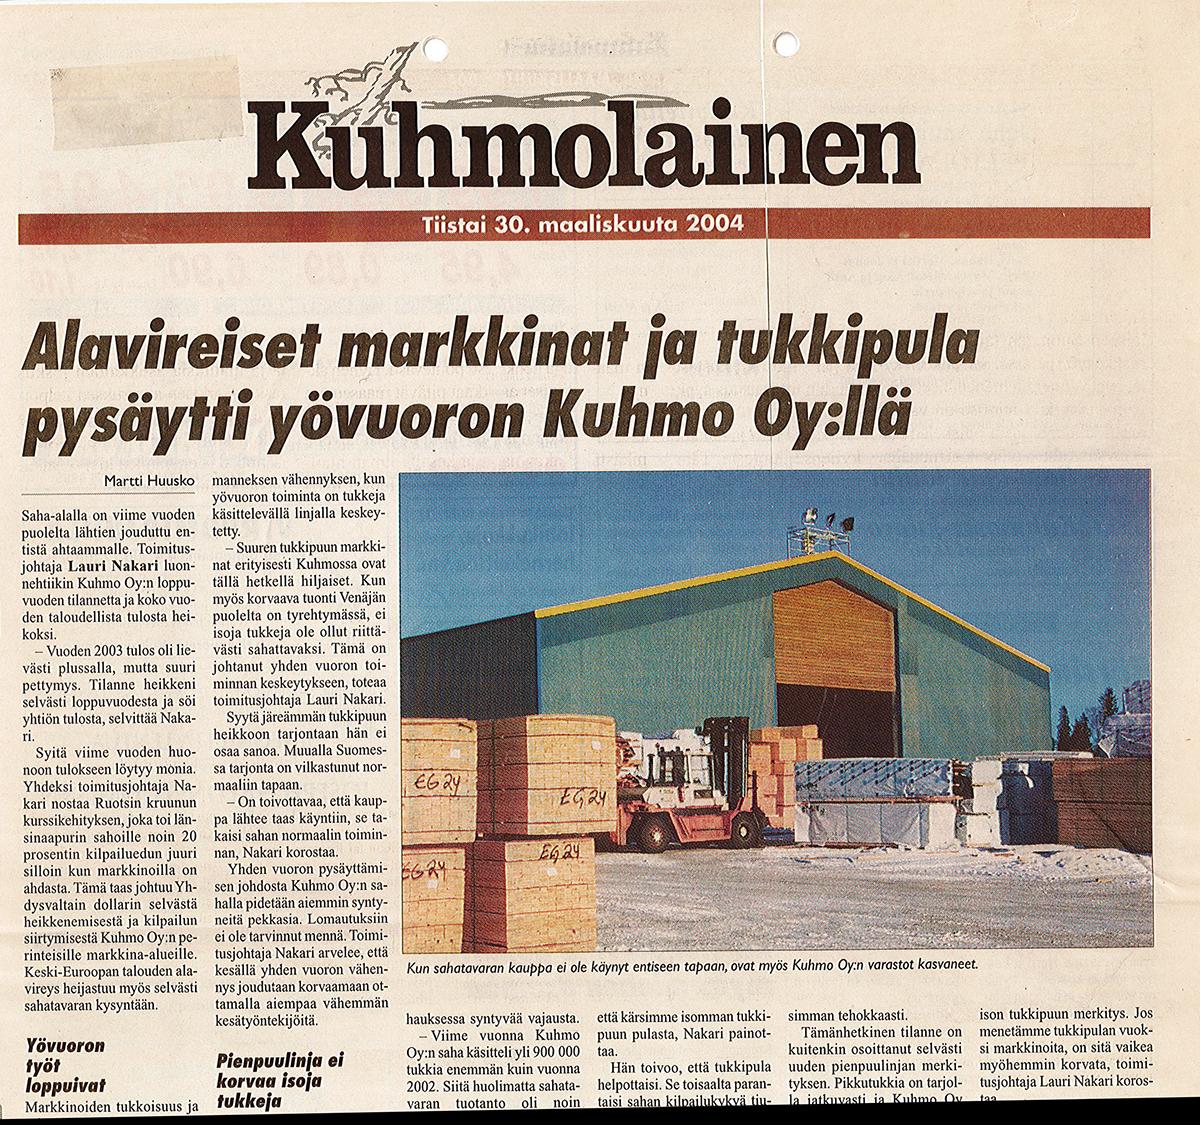 Kuhmolainen
Tiistai 30. maaliskuuta 2004
Alavireiset markkinat ja tukkipula
pysäytti yövuoron Kuhmo Oy:llä
Martti Huusko
Saha-alalla on viime vuoden
puolelta lähtien jouduttu en-
tistä ahtaammalle. Toimitus-
johtaja Lauri Nakari luon-
nehtiikin Kuhmo Oy:n loppu-
vuoden tilannetta ja koko vuo-
den taloudellista tulosta hei-
koksi.
– Vuoden 2003 tulos oli lie-
västi plussalla, mutta suuri
pettymys. Tilanne heikkeni
selvästi loppuvuodesta ja söi
yhtiön tulosta, selvittää Naka-
ri.
Syitä viime vuoden huo-
noon tulokseen löytyy monia.
Yhdeksi toimitusjohtaja Na-
kari nostaa Ruotsin kruunun
kurssikehityksen, joka toi län-
sinaapurin sahoille noin 20
prosentin kilpailuedun juuri
silloin kun markkinoilla on
ahdasta. Tämä taas johtuu Yh-
dysvaltain dollarin selvästä
heikkenemisestä ja kilpailun
siirtymisestä Kuhmo Oy:n pe-
rinteisille markkina-alueille.
Keski-Euroopan talouden ala-
vireys heijastuu myös selvästi
sahatavaran kysyntään.
Yövuoron
työt
loppuivat
Markkinoiden tukkoisuus ja
manneksen vähennyksen, kun
yövuoron toiminta on tukkeja
käsittelevällä linjalla keskey-
tetty.
– Suuren tukkipuun markki-
nat erityisesti Kuhmossa ovat
tällä hetkellä hiljaiset. Kun
myös korvaava tuonti Venäjän
puolelta on tyrehtymässä, ei
isoja tukkeja ole ollut riittä-
västi sahattavaksi. Tämä on
johtanut yhden vuoron toi-
minnan keskeytykseen, toteaa
toimitusjohtaja Lauri Nakari.
Syytä järeämmän tukkipuun
heikkoon tarjontaan hän ei
osaa sanoa. Muualla Suomes-
sa tarjonta on vilkastunut nor-
maaliin tapaan.
– On toivottavaa, että kaup-
pa lähtee taas käyntiin, se ta-
kaisi sahan normaalin toimin-
nan, Nakari korostaa.
Yhden vuoron pysäyttämi-
sen johdosta Kuhmo Oy:n sa-
halla pidetään aiemmin synty-
neitä pekkasia. Lomautuksiin
ei ole tarvinnut mennä. Toimi-
tusjohtaja Nakari arvelee, että
kesällä yhden vuoron vähen-
nys joudutaan korvaamaan ot-
tamalla aiempaa vähemmän
kesätyöntekijöitä.
Pienpuulinja ei
korvaa isoja
tukkeja
EG 24
EG 24
EG 24
EG 24
Kun sahatavaran kauppa ei ole käynyt entiseen tapaan, ovat myös Kuhmo Oy:n varastot kasvaneet.
hauksessa syntyvää vajausta.
– Viime vuonna Kuhmo
Oy:n saha käsitteli yli 900 000
tukkia enemmän kuin vuonna
2002. Siitä huolimatta sahata-
varan tuotanto oli noin
että kärsimme isomman tukki-
puun pulasta, Nakari painot-
taa.
Hän toivoo, että tukkipula
helpottaisi. Se toisaalta paran-
taisi sahan kilpailukykyä tiu-
simman tehokkaasti.
Tämänhetkinen tilanne on
kuitenkin osoittanut selvästi
uuden pienpuulinjan merki-
tyksen. Pikkutukkia on tarjol-
la jatkuvasti ja Kuhmo Oy
ison tukkipuun merkitys. Jos
menetämme tukkipulan vuok-
si markkinoita, on sitä vaikea
myöhemmin korvata, toimi-
tusjohtaja Lauri Nakari koros-
taa.